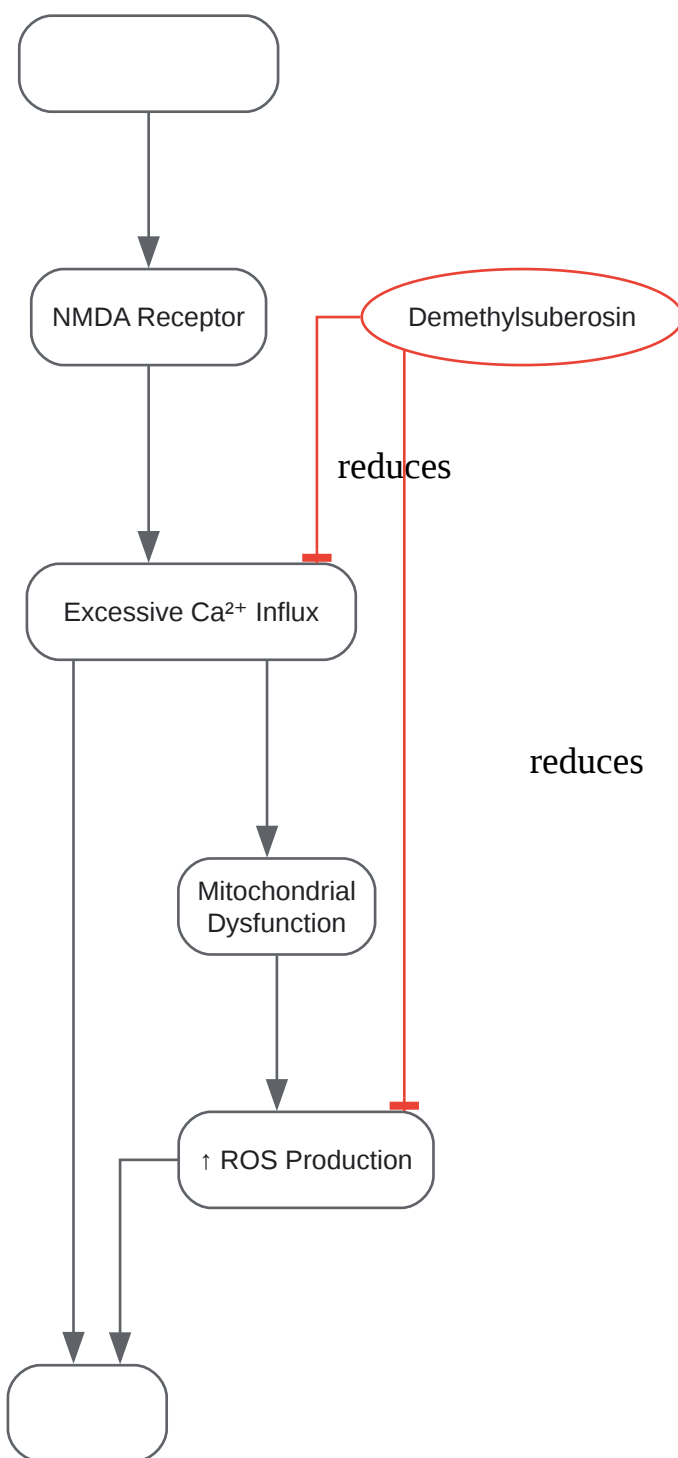 NMDA Receptor
Demethylsuberosin
reduces
Excessive Ca²⁺ Influx
reduces
Mitochondrial
Dysfunction
↑ ROS Production